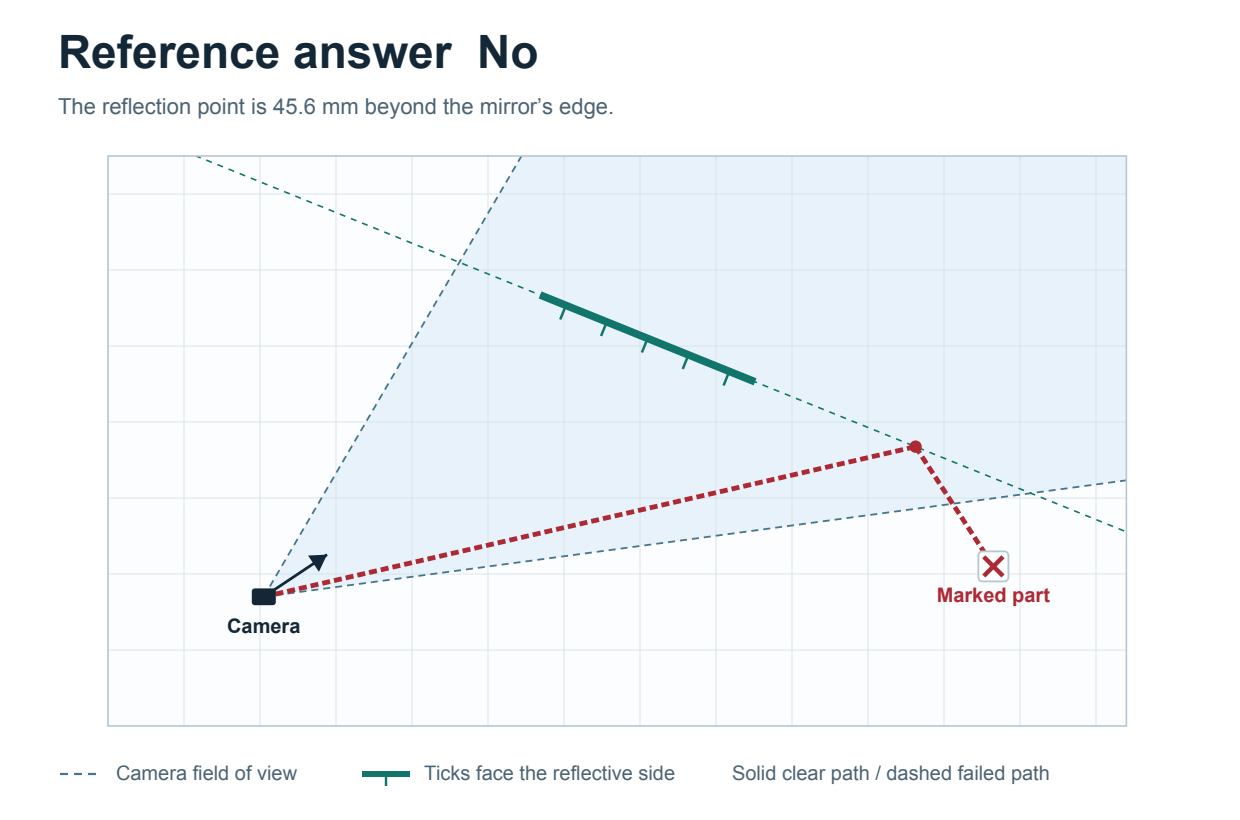 Reference answer  No
The reflection point is 45.6 mm beyond the mirror’s edge.
Camera
Marked part
Camera field of view
Ticks face the reflective side
Solid clear path / dashed failed path